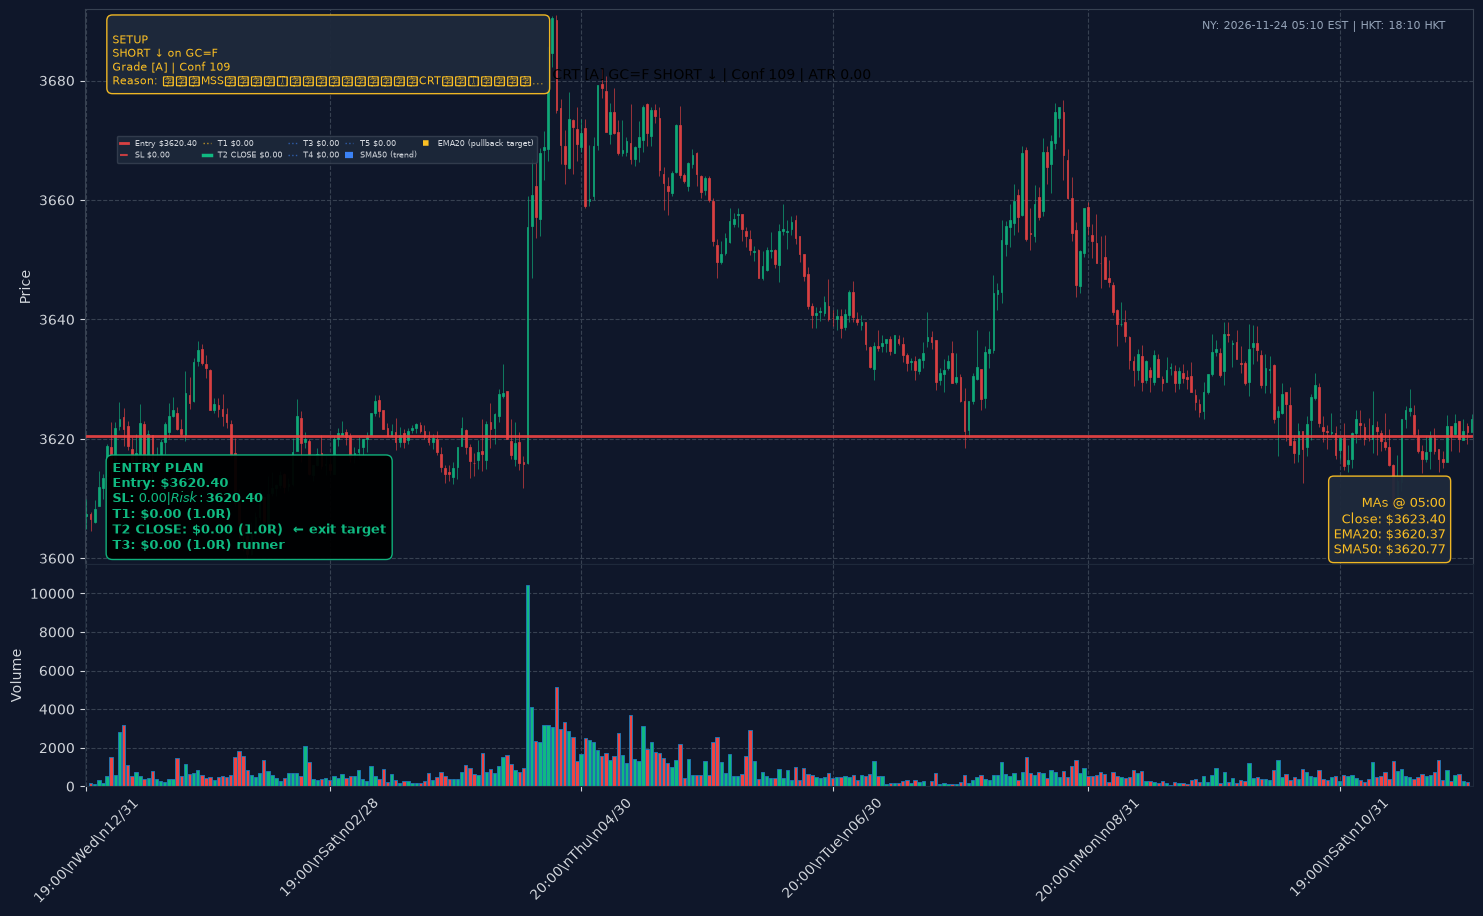 NY: 2026-11-24 05:10 EST | HKT: 18:10 HKT
SETUP
SHORT ↓ on GC=F
Grade [A] | Conf 109
Reason: MSS CRT ...
CRT [A] GC=F SHORT ↓ | Conf 109 | ATR 0.00
Entry $3620.40
SL $0.00
T1 $0.00
T2 CLOSE $0.00
T3 $0.00
T4 $0.00
T5 $0.00
SMA50 (trend)
EMA20 (pullback target)
Price
3680
3660
3640
3620
3600
ENTRY PLAN
Entry: $3620.40
SL: 0.00|Risk:3620.40
T1: $0.00 (1.0R)
T2 CLOSE: $0.00 (1.0R) ← exit target
T3: $0.00 (1.0R) runner
MAs @ 05:00
Close: $3623.40
EMA20: $3620.37
SMA50: $3620.77
Volume
10000
8000
6000
4000
2000
0
19:00\nWed\n12/31
19:00\nSat\n02/28
20:00\nThu\n04/30
20:00\nTue\n06/30
20:00\nMon\n08/31
19:00\nSat\n10/31